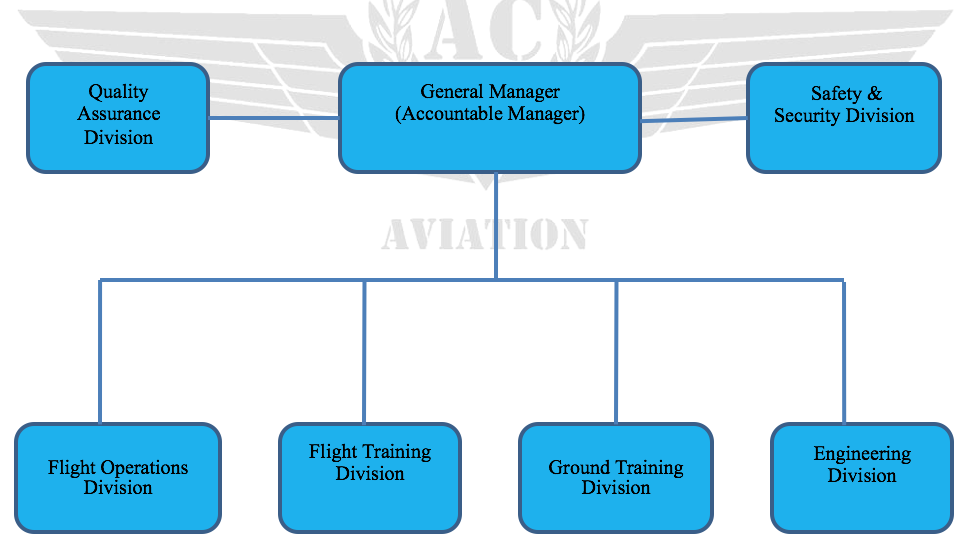 AC
Quality
Assurance
Division
General Manager
(Accountable Manager)
Safety &
Security Division
AVIATION
Flight Operations
Division
Flight Training
Division
Ground Training
Division
Engineering
Division